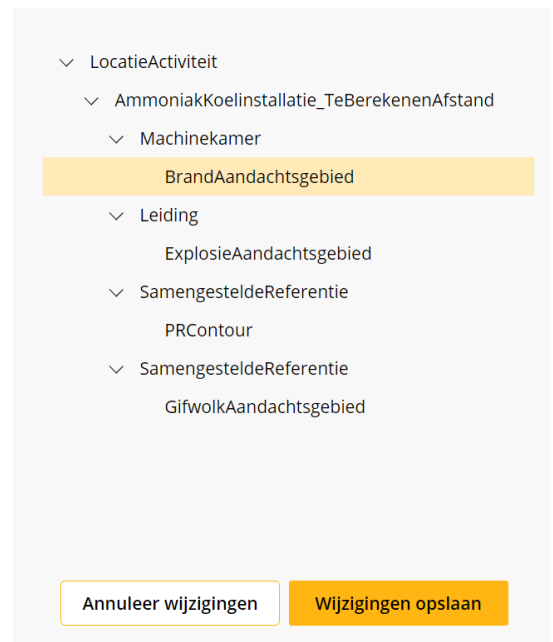 LocatieActiviteit
AmmoniakKoelinstallatie_TeBerekenenAfstand
Machinekamer
BrandAandachtsgebied
Leiding
ExplosieAandachtsgebied
SamengesteldeReferentie
PRContour
SamengesteldeReferentie
GifwolkAandachtsgebied
Annuleer wijzigingen Wijzigingen opslaan